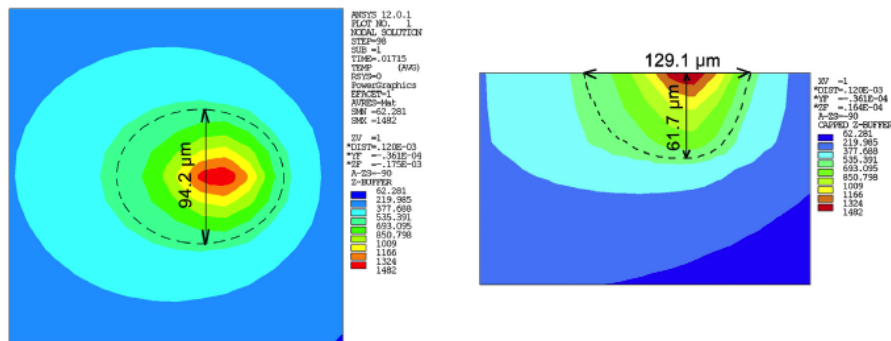 ANSYS 12.0.1
PLOT NO. 1
NODAL SOLUTION
STEP=98
SUB =1
TIME=.01715
TEMP (AVG)
RSYS=0
PowerGraphics
EFACET=1
AVRES=Mat
SMN =62.281
SMX =1482
ZV =1
*DIST=.120E-03
*YF =-.361E-04
*ZF =-.175E-03
A-ZS=-90
Z-BUFFER
62.281
219.985
377.688
535.391
693.095
850.798
1009
1166
1324
1482
94.2 μm
129.1 μm
61.7 μm
XV =1
*DIST=.120E-03
*YF =-.361E-04
*ZF =.164E-04
A-ZS=-90
CAPPED Z-BUFFER
62.281
219.985
377.688
535.391
693.095
850.798
1009
1166
1324
1482